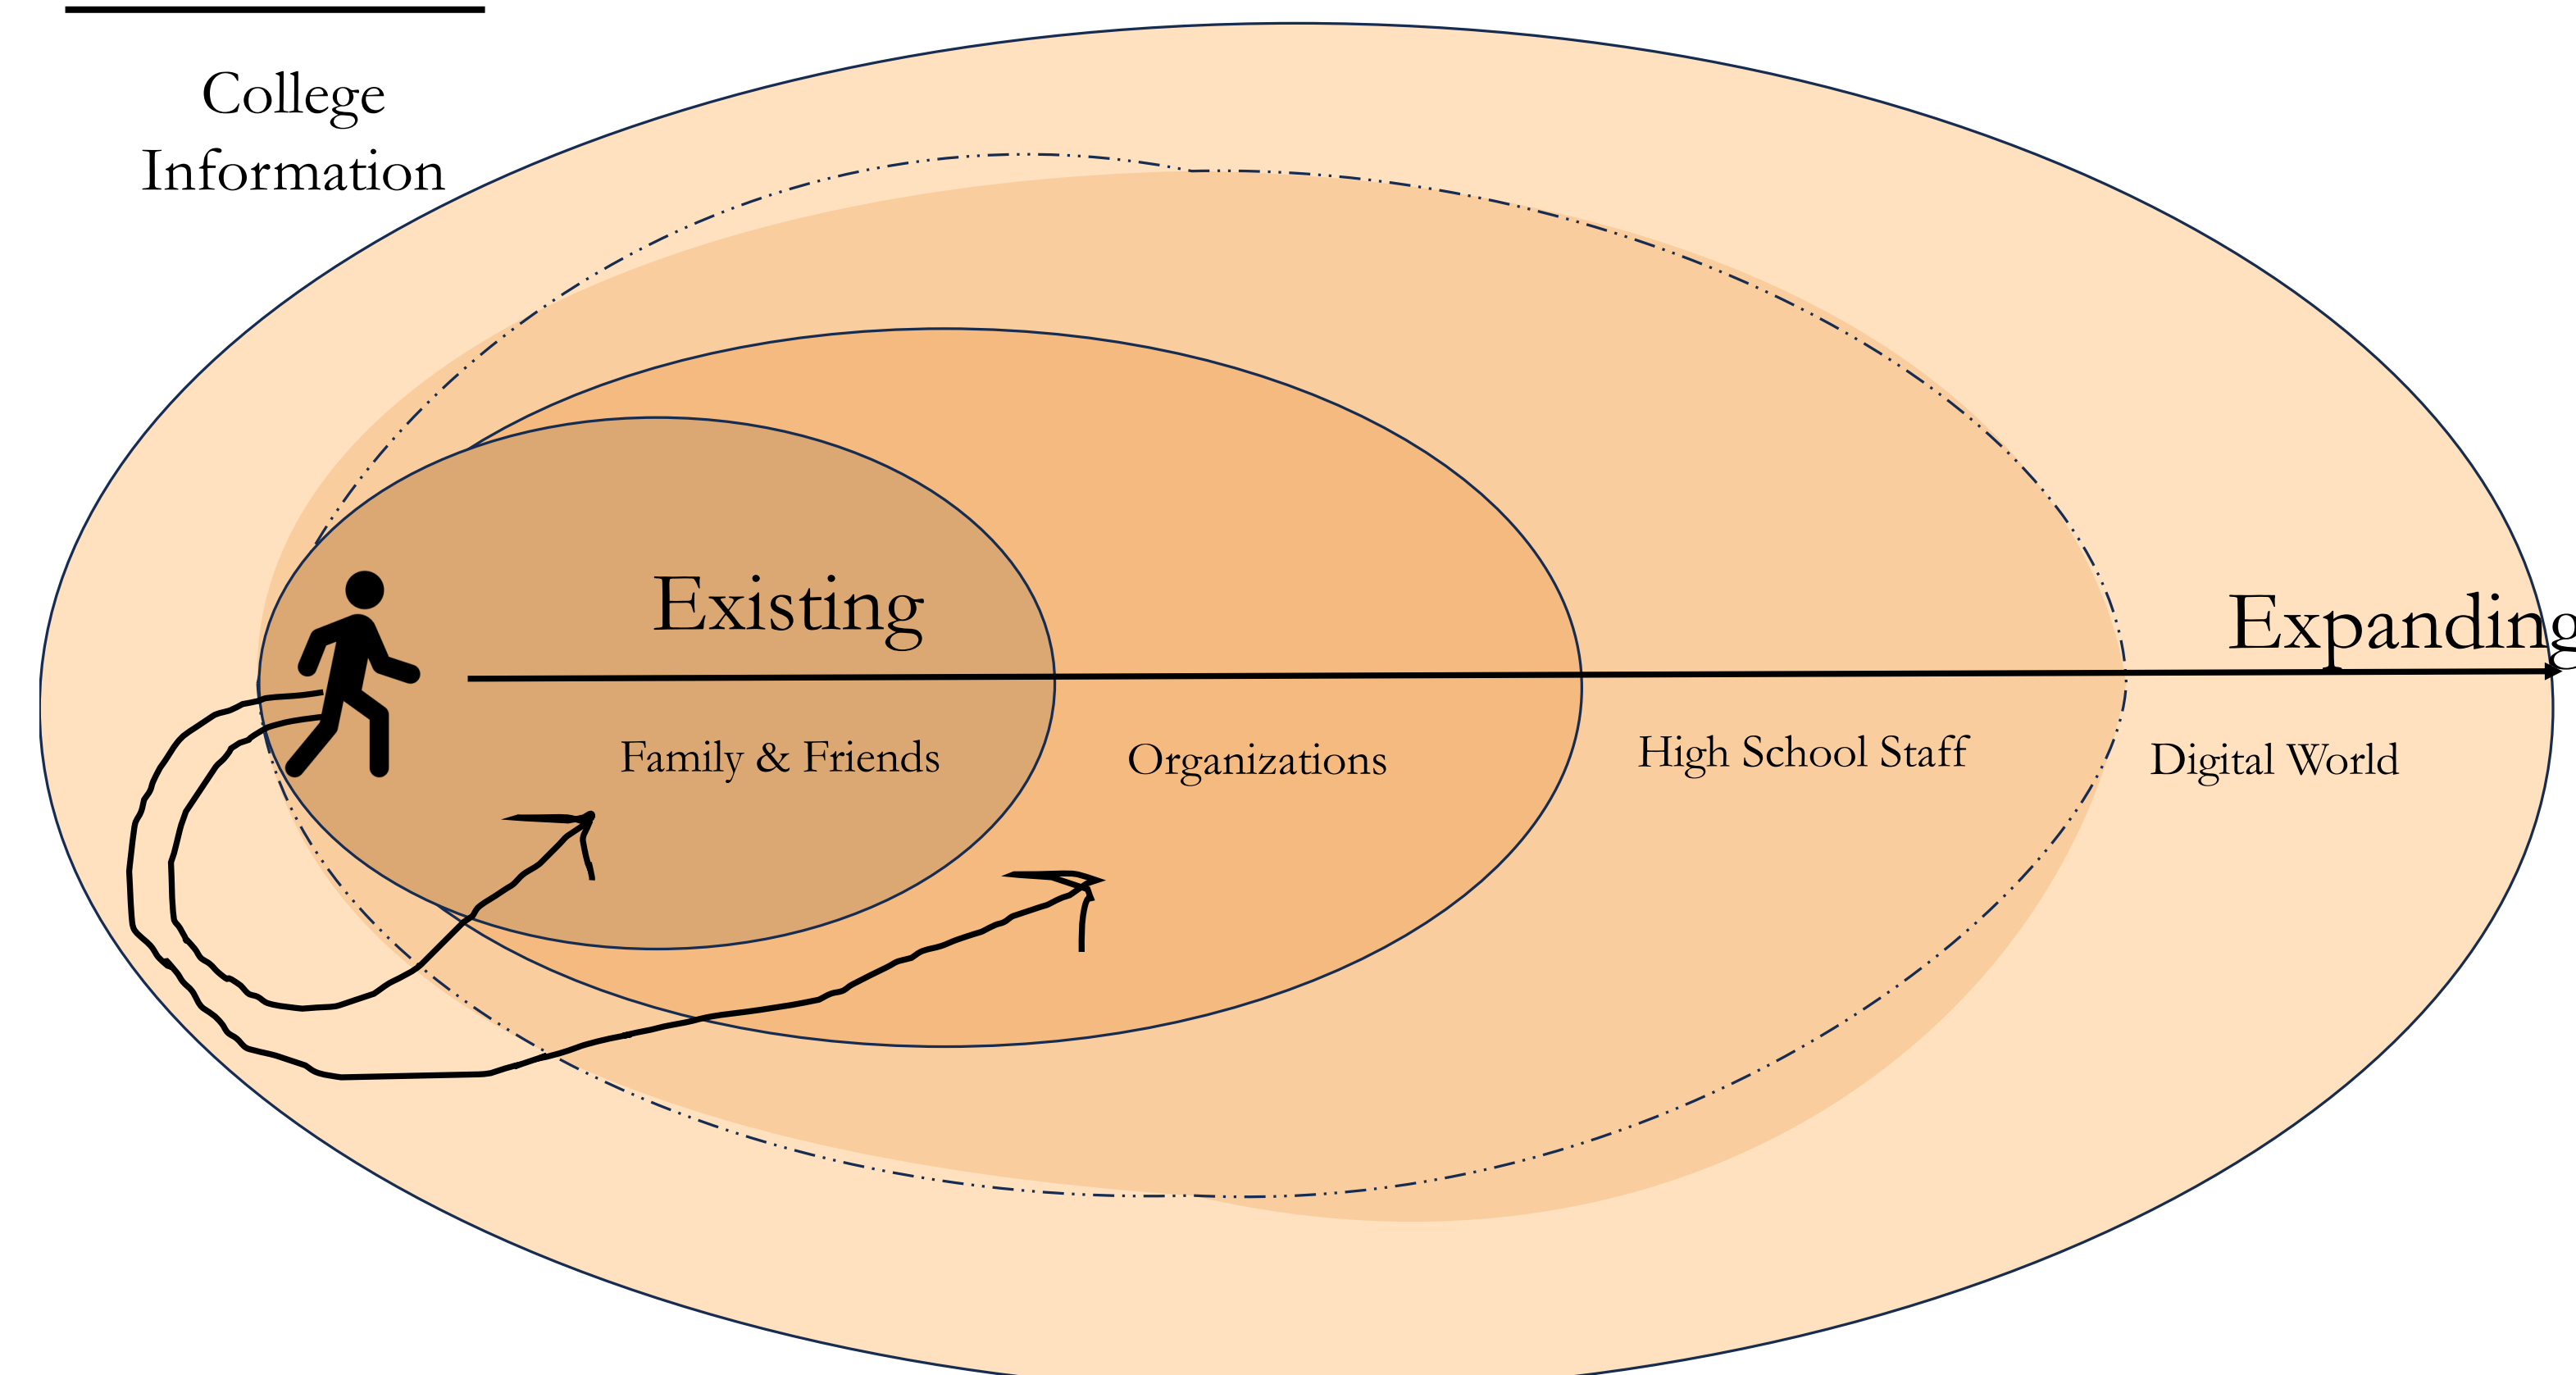 College
Information
Existing
Expanding
Family & Friends
Organizations
High School Staff
Digital World